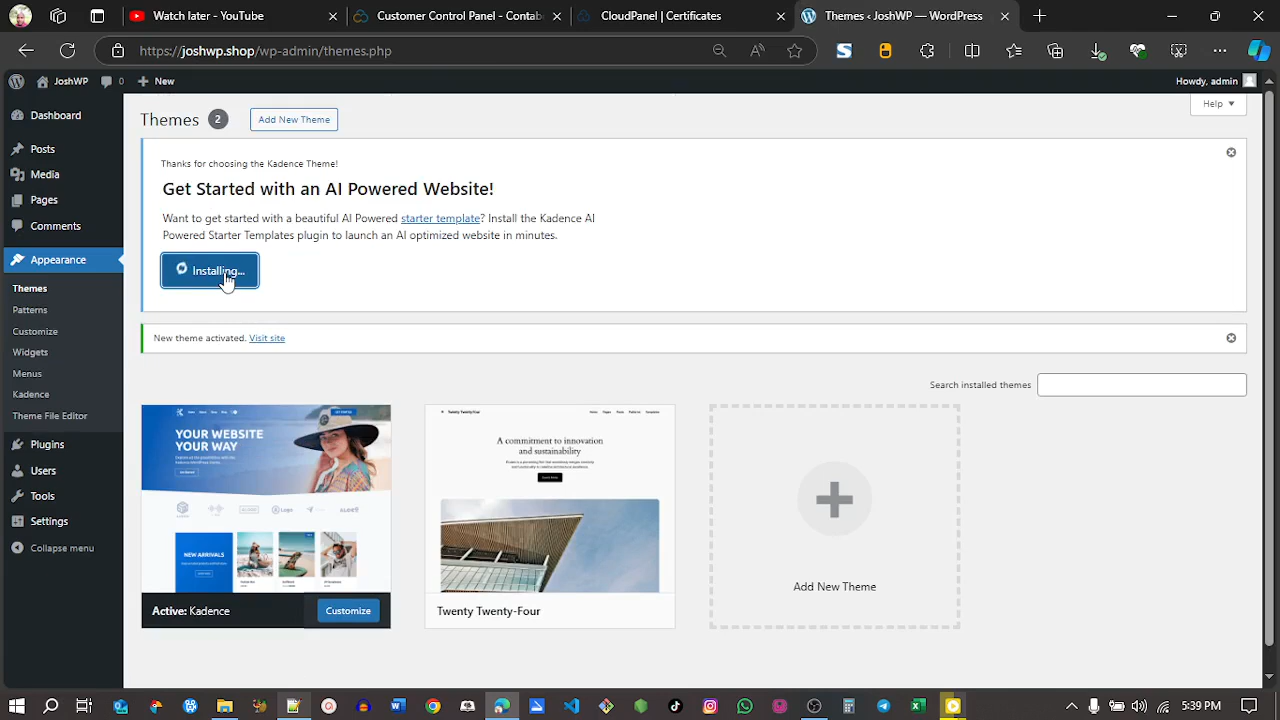 Watch later - YouTube
Customer Control Panel - Contab
CloudPanel | Certificate
Themes < JoshWP — WordPress
https://joshwp.shop/wp-admin/themes.php
JoshWP
0
New
Howdy, admin
Dashboard
Posts
Media
Pages
Comments
Appearance
Themes
Patterns
Customize
Widgets
Menus
Kadence
Theme File Editor
Plugins
Users
Tools
Settings
Collapse menu
Themes 2
Add New Theme
Help
Thanks for choosing the Kadence Theme!
Get Started with an AI Powered Website!
Want to get started with a beautiful AI Powered starter template? Install the Kadence AI
Powered Starter Templates plugin to launch an AI optimized website in minutes.
Installing...
New theme activated. Visit site
Search installed themes
YOUR WEBSITE
YOUR WAY
NEW ARRIVALS
Active: Kadence
Customize
Twenty Twenty-Four
A commitment to innovation
and sustainability
Twenty Twenty-Four
Add New Theme
5:39 PM